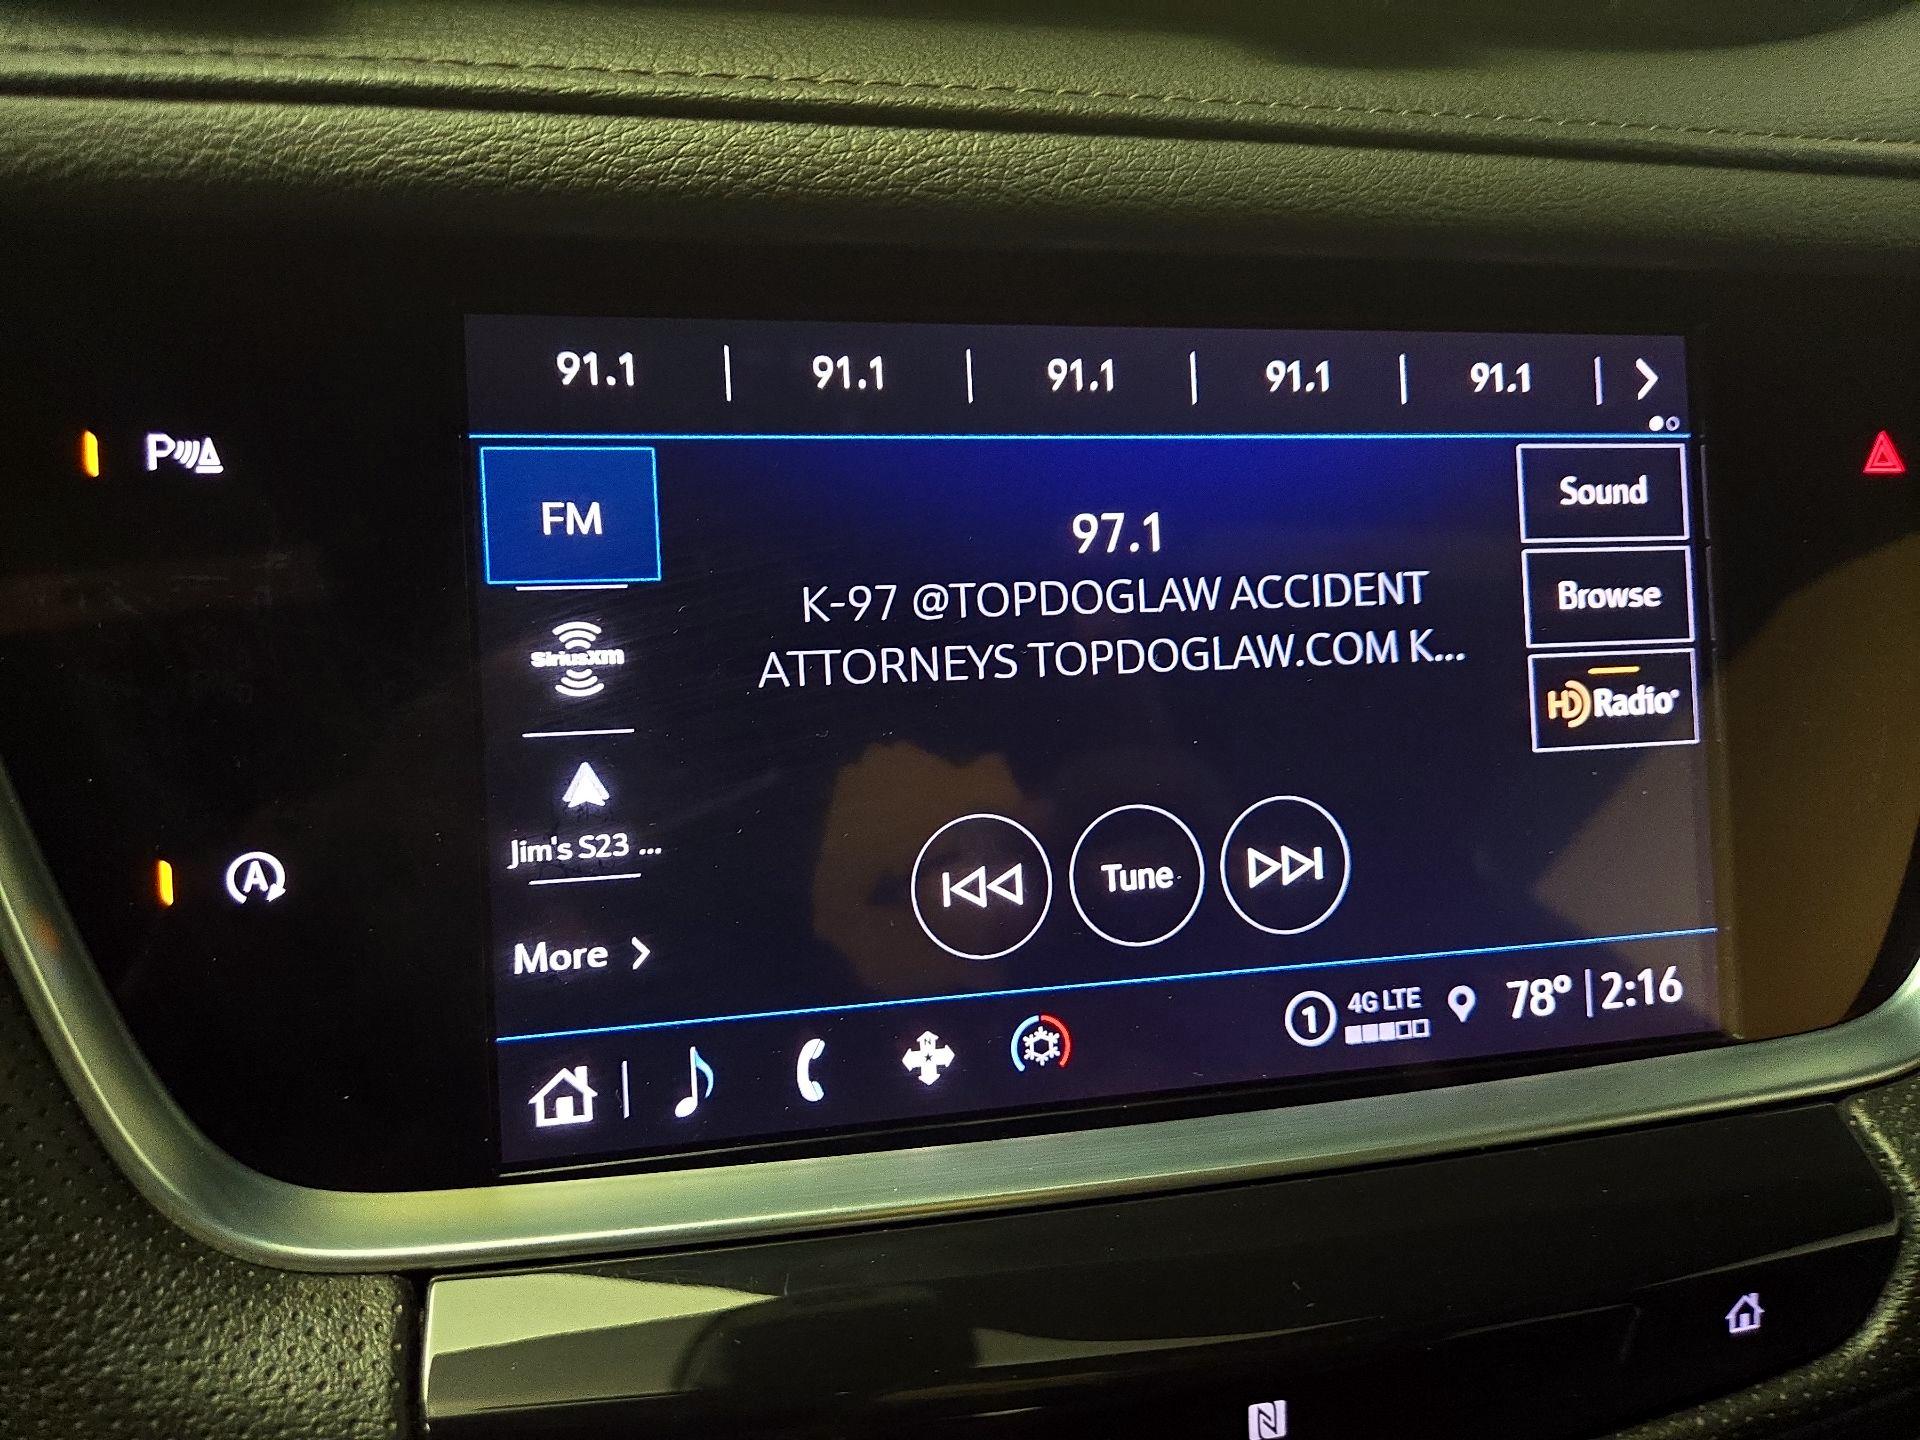 91.1 | 91.1 | 91.1 | 91.1 | 91.1 |
P
FM
97.1
Sound
K-97 @TOPDOGLAW ACCIDENT
ATTORNEYS TOPDOGLAW.COM K...
Browse
SiriusXM
HD Radio
Jim's S23 ...
Tune
A
More >
1 4G LTE 78° | 2:16
N